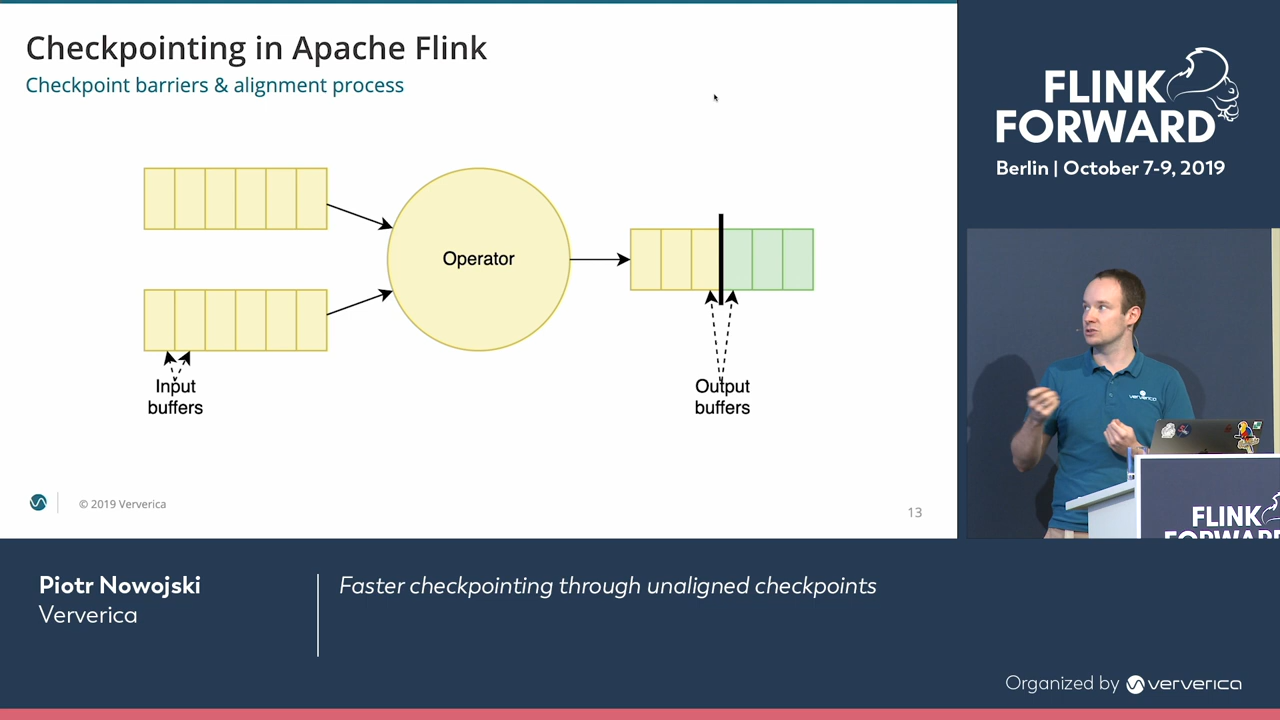 Checkpointing in Apache Flink
Checkpoint barriers & alignment process
Operator
Input
buffers
Output
buffers
© 2019 Ververica
13
FLINK
FORWARD
Berlin | October 7-9, 2019
ververica
FLINK
FORWARD
Piotr Nowojski
Ververica
Faster checkpointing through unaligned checkpoints
Organized by ververica